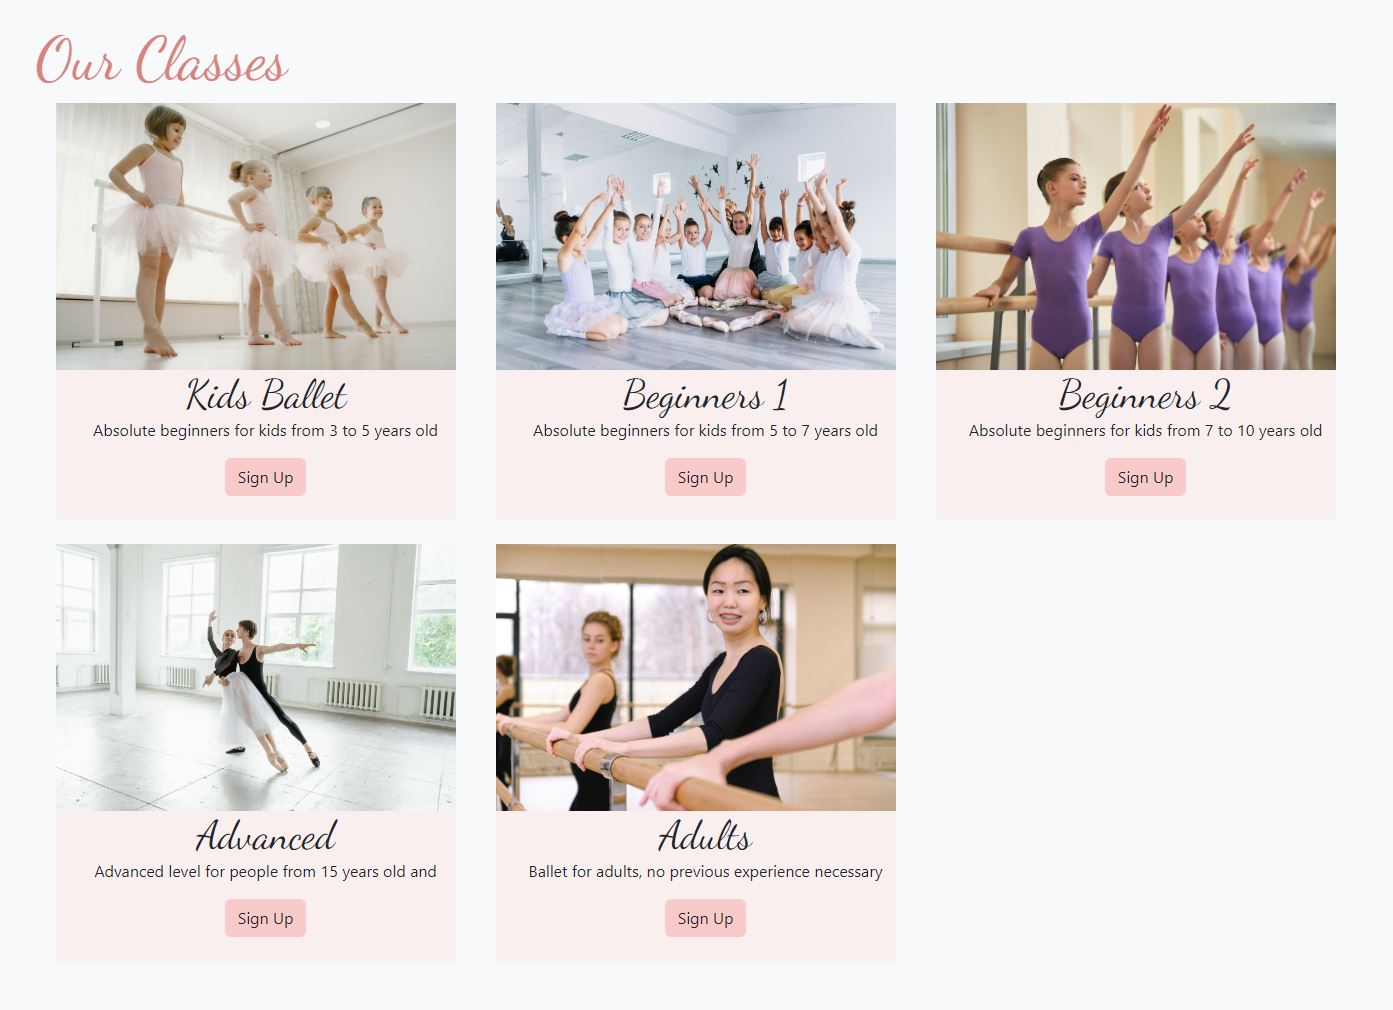 Our Classes
Kids Ballet
Absolute beginners for kids from 3 to 5 years old
Sign Up
Beginners 1
Absolute beginners for kids from 5 to 7 years old
Sign Up
Beginners 2
Absolute beginners for kids from 7 to 10 years old
Sign Up
Advanced
Advanced level for people from 15 years old and
Sign Up
Adults
Ballet for adults, no previous experience necessary
Sign Up